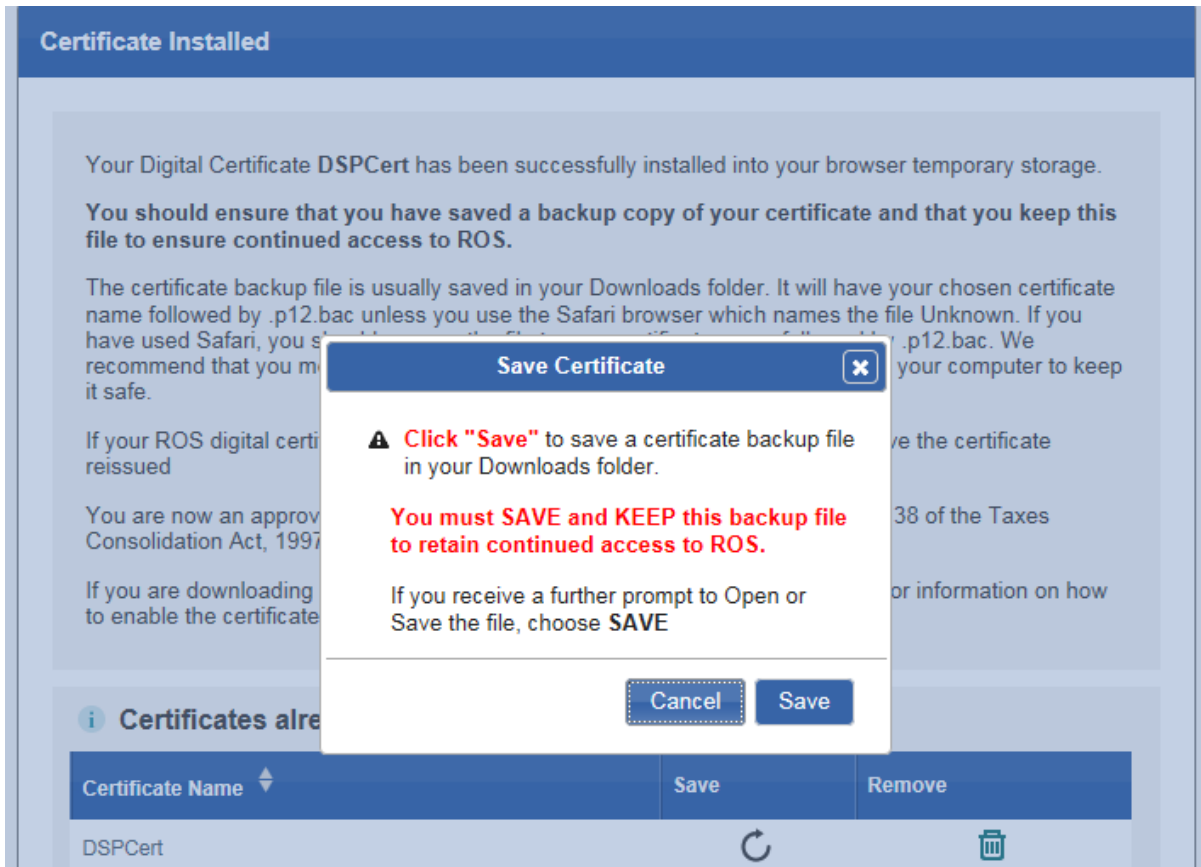 Certificate Installed
Your Digital Certificate DSPCert has been successfully installed into your browser temporary storage.
You should ensure that you have saved a backup copy of your certificate and that you keep this
file to ensure continued access to ROS.
The certificate backup file is usually saved in your Downloads folder. It will have your chosen certificate
name followed by .p12.bac unless you use the Safari browser which names the file Unknown. If you
have used Safari, you .p12.bac. We
recommend that you your computer to keep
it safe.
If your ROS digital the certificate
reissued
You are now an 38 of the Taxes
Consolidation Act, 1997
If you are downloading or information on how
to enable the certificate
Save Certificate
Click "Save" to save a certificate backup file
in your Downloads folder.
You must SAVE and KEEP this backup file
to retain continued access to ROS.
If you receive a further prompt to Open or
Save the file, choose SAVE
Cancel Save
Certificates
Certificate Name Save Remove
DSPCert